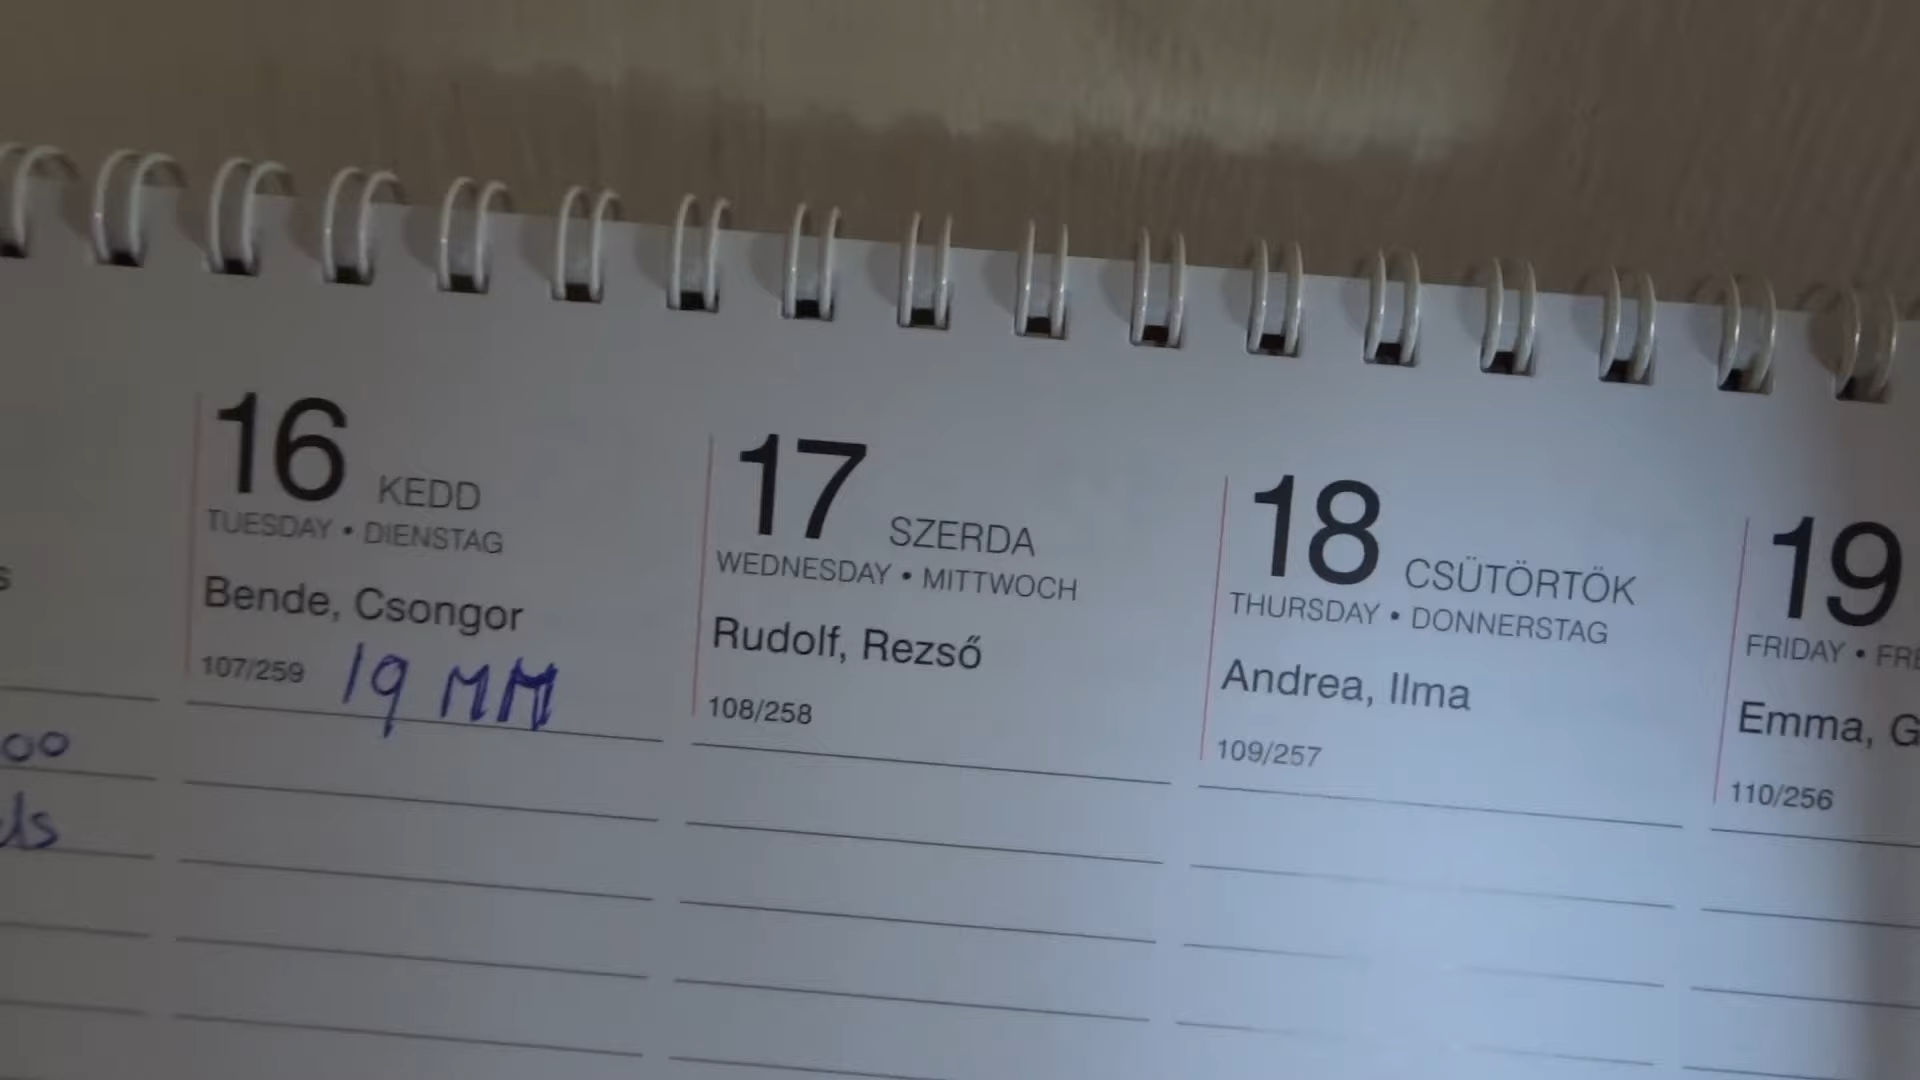 16 KEDD
TUESDAY • DIENSTAG
Bende, Csongor
107/259 19 MM
17 SZERDA
WEDNESDAY • MITTWOCH
Rudolf, Rezső
108/258
18 CSÜTÖRTÖK
THURSDAY • DONNERSTAG
Andrea, Ilma
109/257
19
FRIDAY •
Emma,
110/256